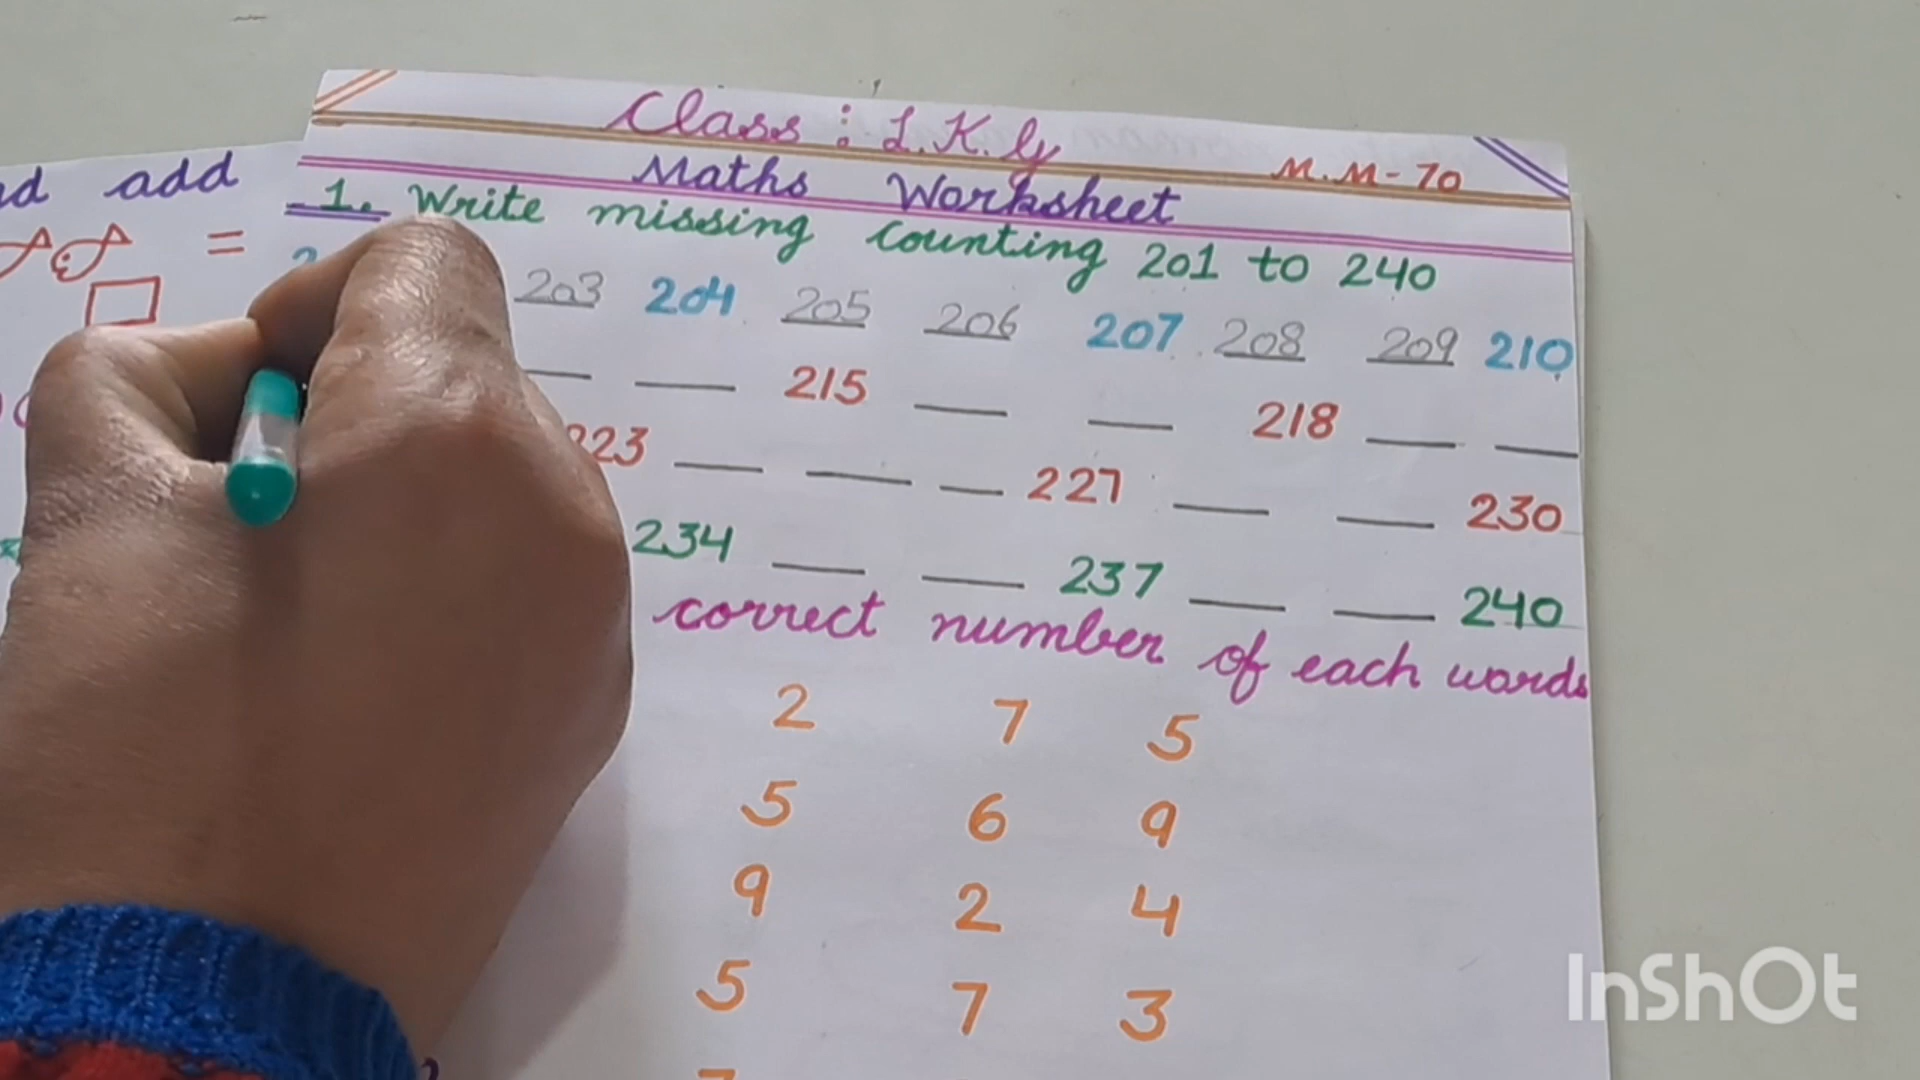 Class : L.K.G
M.M-70
Maths Worksheet
1. Write missing counting 201 to 240
203 204 205 206 207 208 209 210
215 218
223 227 230
234 237 240
correct number of each words
2 7 5
5 6 9
9 2 4
5 7 3
add
=
InShOt